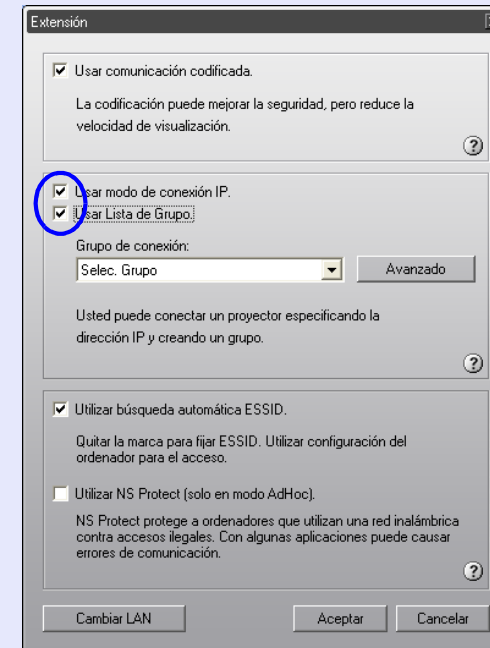 Extensión
Usar comunicación codificada.
La codificación puede mejorar la seguridad, pero reduce la
velocidad de visualización.
?
Usar modo de conexión IP.
Usar Lista de Grupo.
Grupo de conexión:
Selec. Grupo
Avanzado
Usted puede conectar un proyector especificando la
dirección IP y creando un grupo.
?
Utilizar búsqueda automática ESSID.
Quitar la marca para fijar ESSID. Utilizar configuración del
ordenador para el acceso.
Utilizar NS Protect (solo en modo AdHoc).
NS Protect protege a ordenadores que utilizan una red inalámbrica
contra accesos ilegales. Con algunas aplicaciones puede causar
errores de comunicación.
?
Cambiar LAN
Aceptar
Cancelar